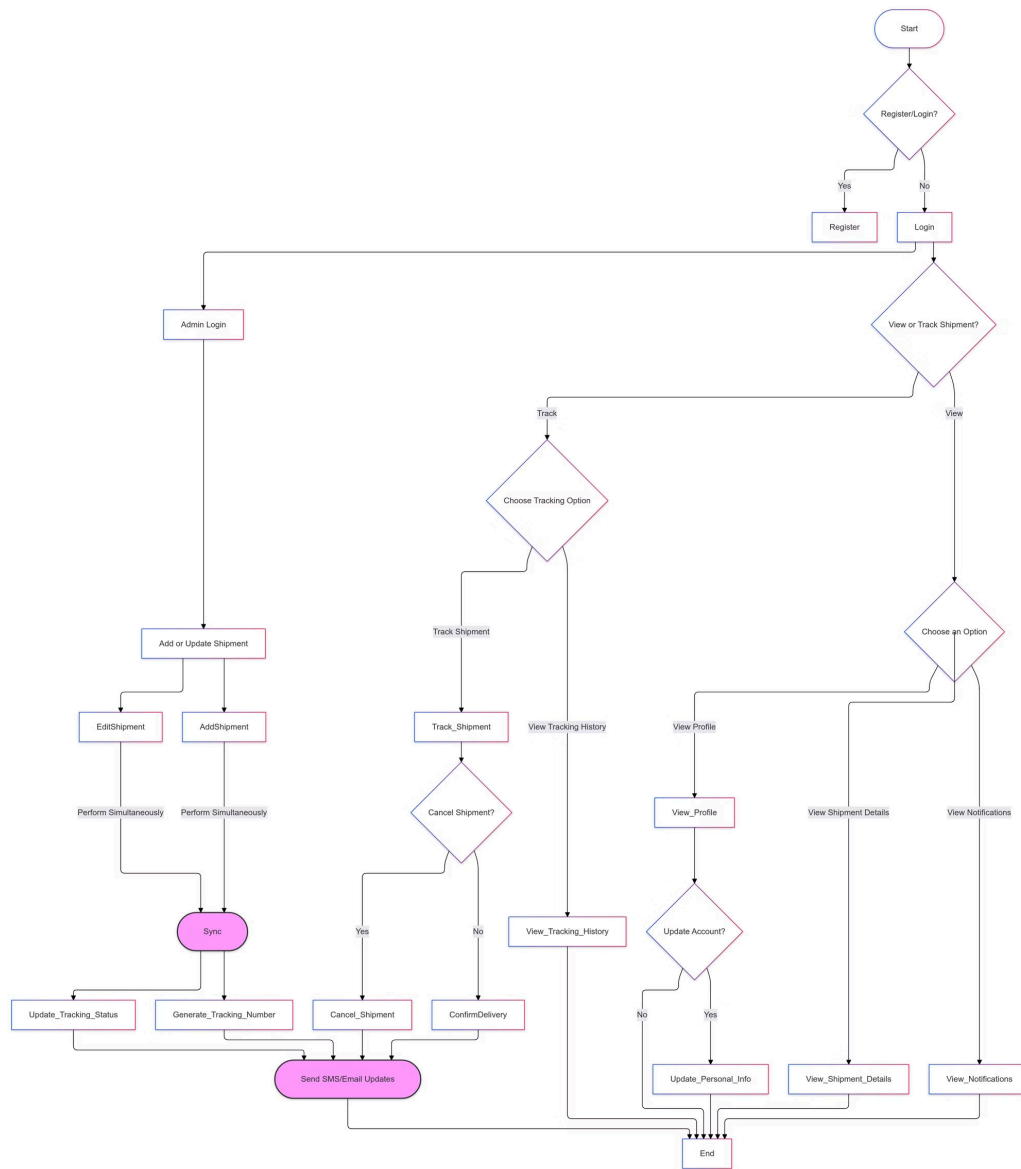 Start
Register/Login?
Yes
No
Register
Login
Admin Login
View or Track Shipment?
Track
View
Choose Tracking Option
Track Shipment
Add or Update Shipment
Choose an Option
EditShipment
AddShipment
Track_Shipment
View Tracking History
View Profile
Perform Simultaneously
Perform Simultaneously
Cancel Shipment?
View_Profile
View Shipment Details
View Notifications
Sync
Yes
No
View_Tracking_History
Update Account?
Update_Tracking_Status
Generate_Tracking_Number
Cancel_Shipment
ConfirmDelivery
No
Yes
Send SMS/Email Updates
Update_Personal_Info
View_Shipment_Details
View_Notifications
End